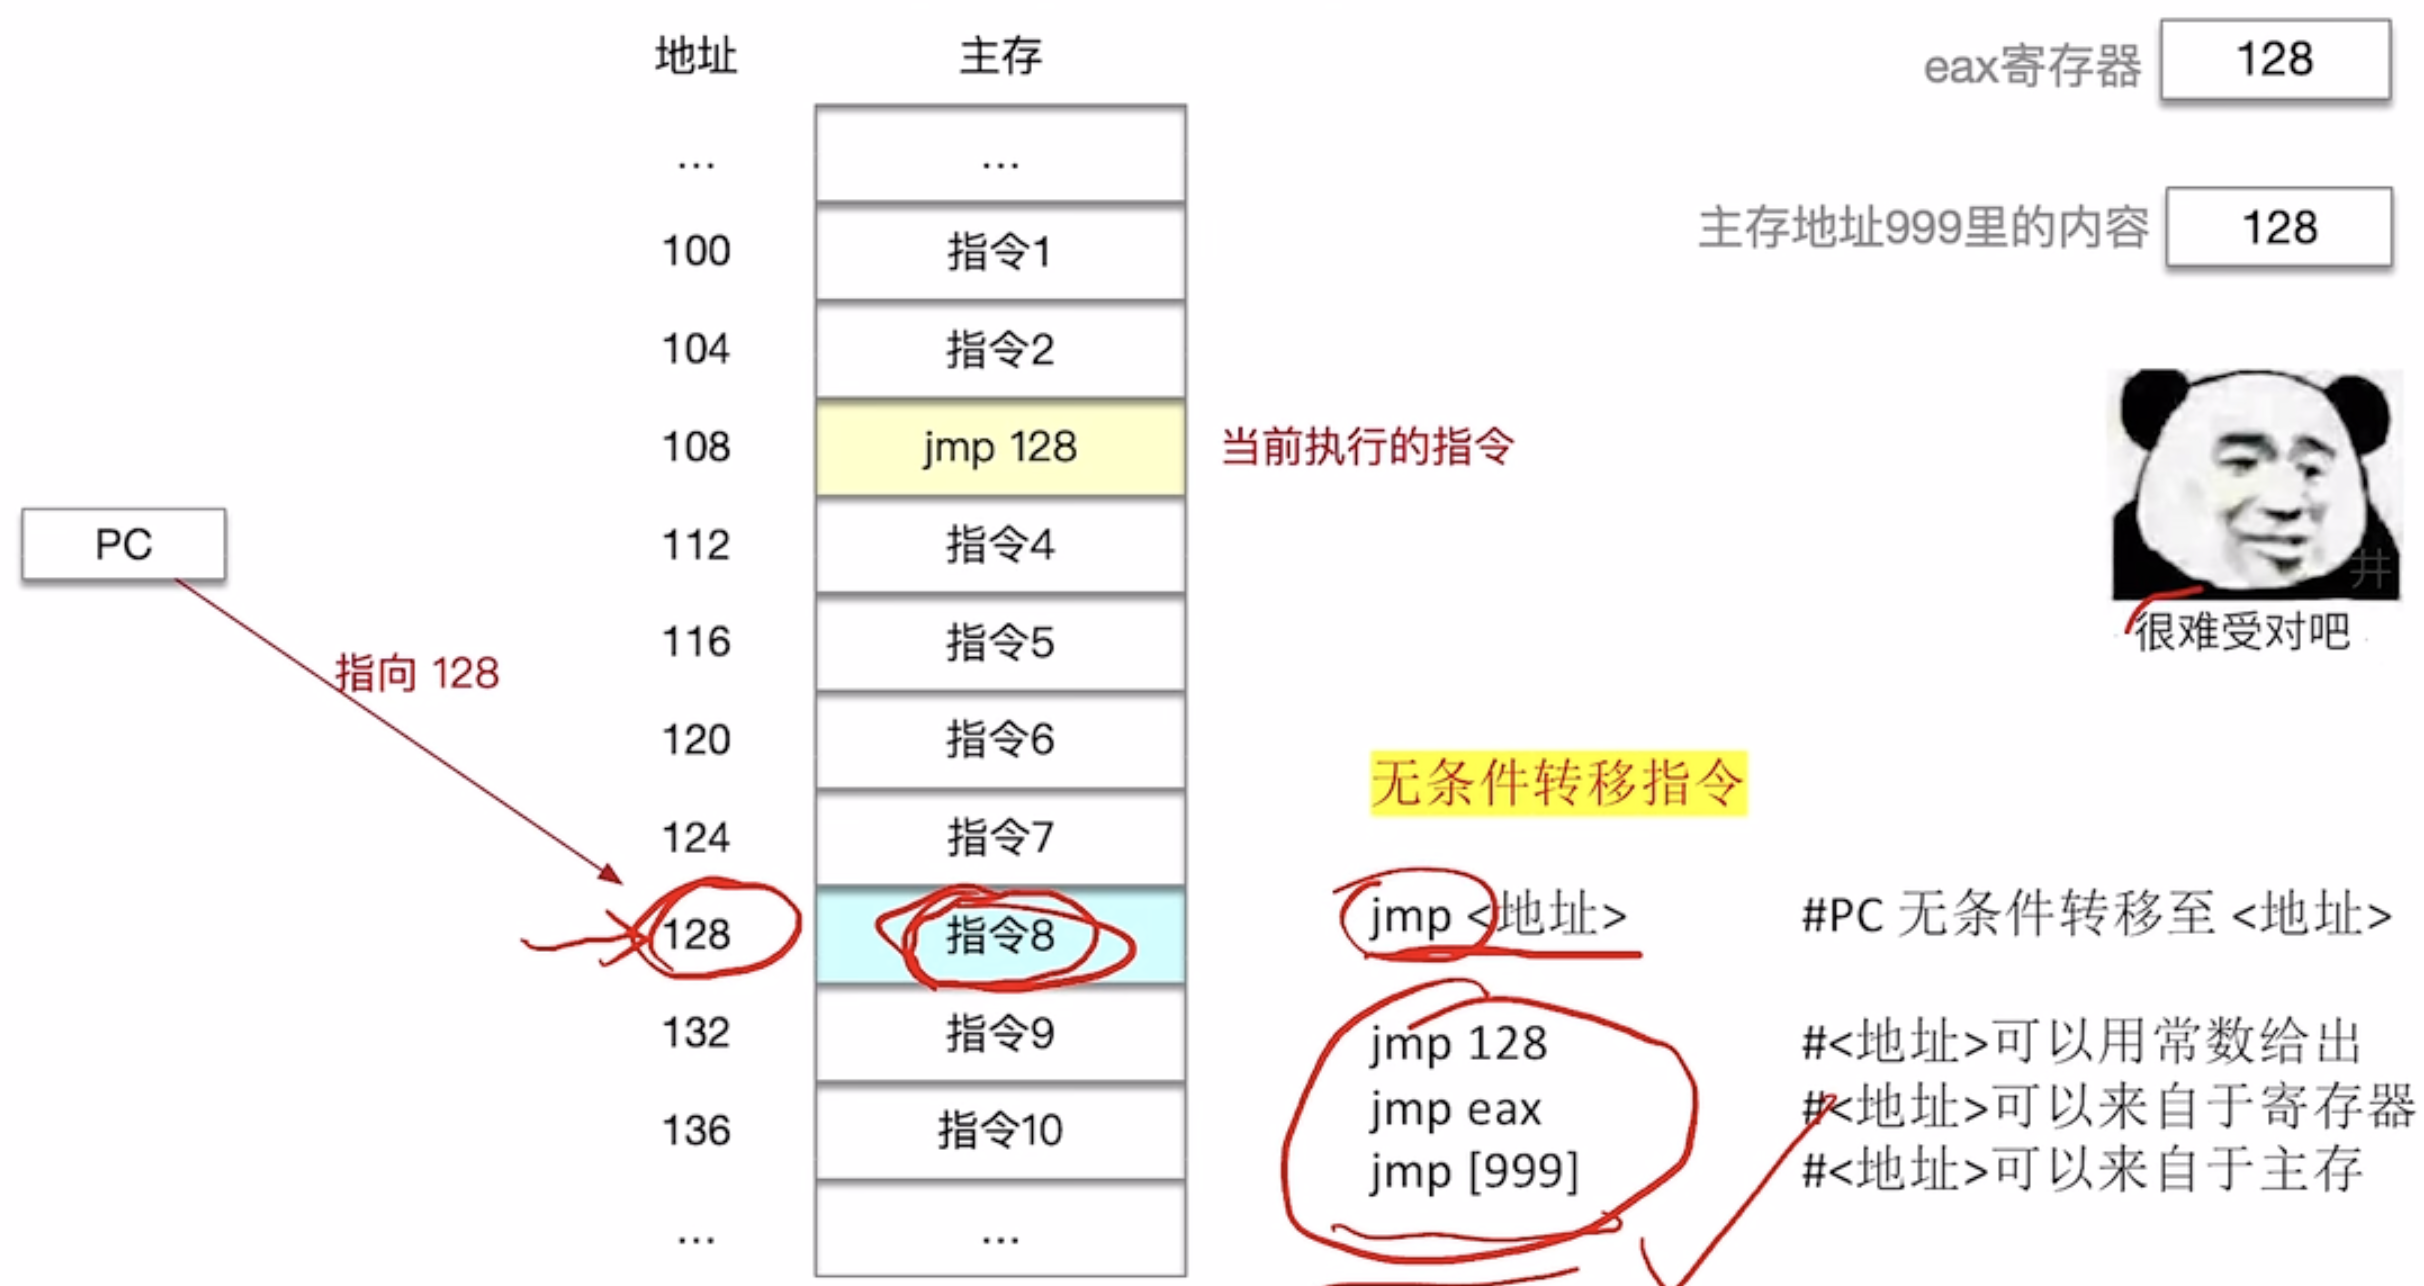 地址 主存
eax寄存器 128
... ...
主存地址999里的内容 128
100 指令1
104 指令2
108 jmp 128 当前执行的指令
PC
112 指令4
井
116 指令5
很难受对吧
指向 128
120 指令6
无条件转移指令
124 指令7
128 指令8
jmp <地址> #PC 无条件转移至 <地址>
132 指令9
jmp 128 #<地址>可以用常数给出
136 指令10
jmp eax #<地址>可以来自于寄存器
jmp [999] #<地址>可以来自于主存
... ...